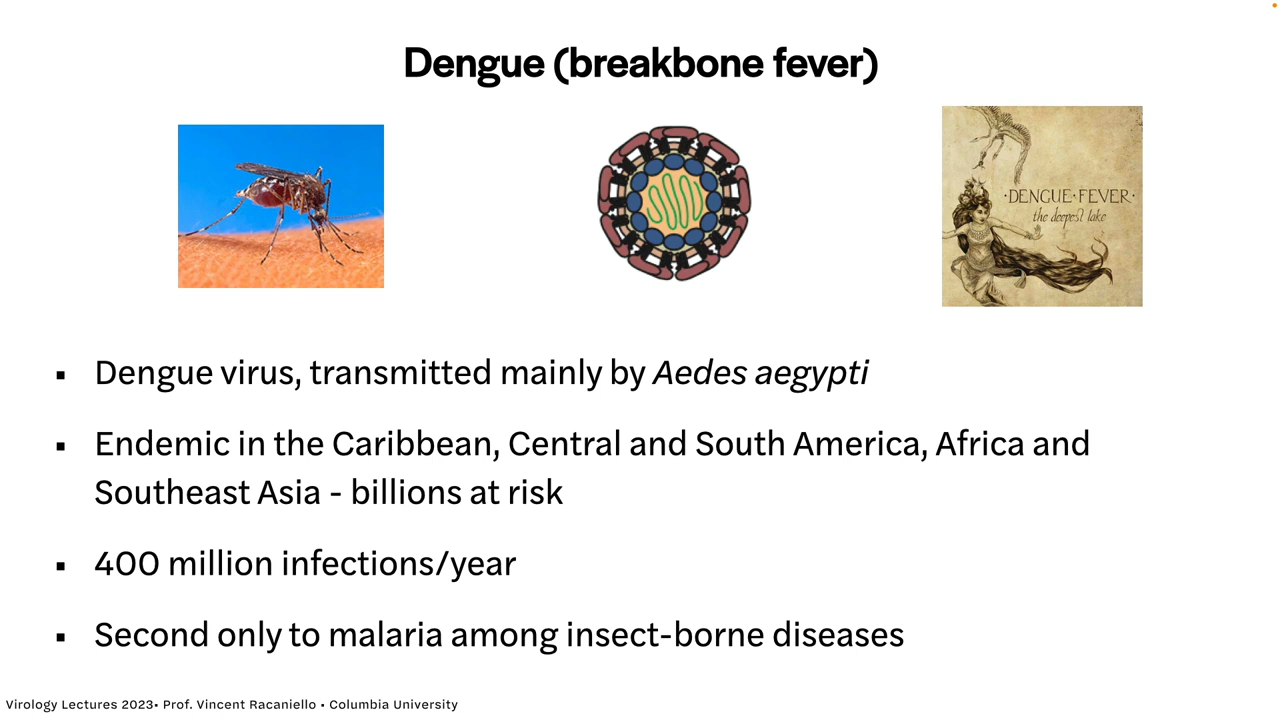 Dengue (breakbone fever)
·DENGUE·FEVER·
the deepest lake
▪ Dengue virus, transmitted mainly by Aedes aegypti
▪ Endemic in the Caribbean, Central and South America, Africa and
Southeast Asia - billions at risk
▪ 400 million infections/year
▪ Second only to malaria among insect-borne diseases
Virology Lectures 2023• Prof. Vincent Racaniello • Columbia University